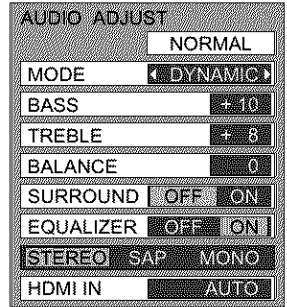 AUDIO ADJUST
NORMAL
MODE ◂ DYNAMIC ▸
BASS + 10
TREBLE + 8
BALANCE 0
SURROUND OFF ON
EQUALIZER OFF ON
STEREO SAP MONO
HDMI IN AUTO